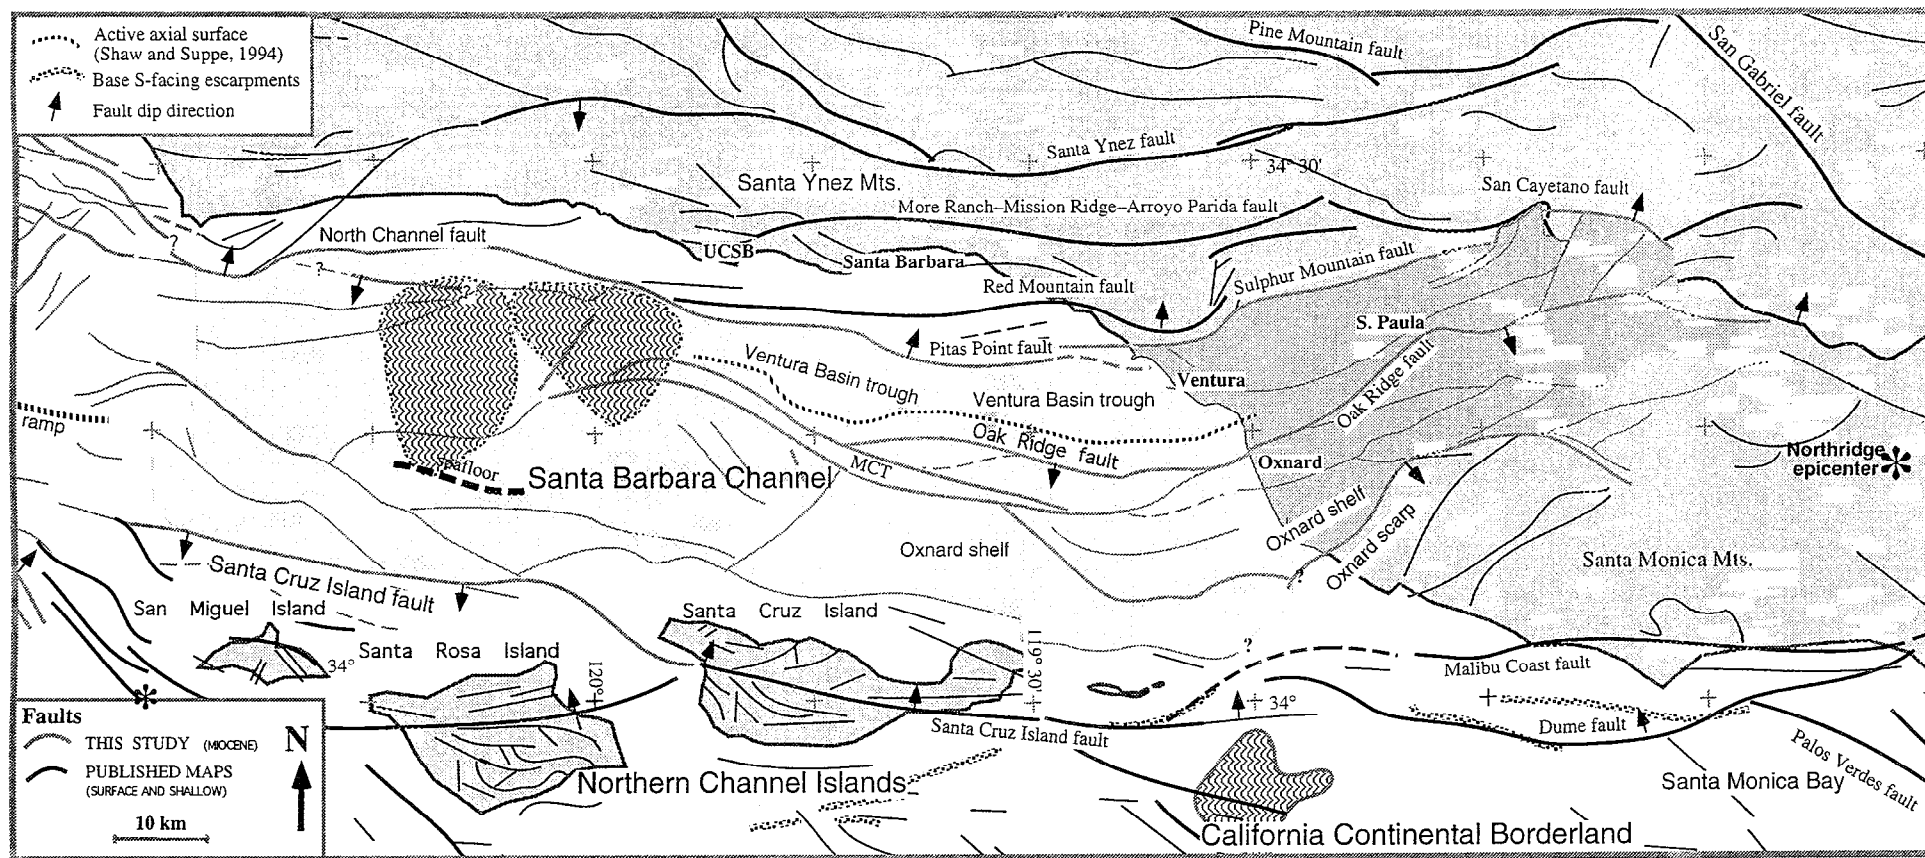 Active axial surface
(Shaw and Suppe, 1994)
Base S-facing escarpments
Fault dip direction
Pine Mountain fault
San Gabriel fault
Santa Ynez fault
34° 30'
Santa Ynez Mts.
San Cayetano fault
More Ranch–Mission Ridge–Arroyo Parida fault
?
North Channel fault
UCSB
Santa Barbara
?
Red Mountain fault
Sulphur Mountain fault
?
S. Paula
Pitas Point fault
Ventura Basin trough
Ventura
Ventura Basin trough
Oak Ridge fault
ramp
Oak Ridge fault
Northridge
epicenter
MCT
Oxnard
Santa Barbara Channel
Oxnard shelf
Oxnard shelf
Oxnard scarp
?
Santa Monica Mts.
Santa Cruz Island fault
San Miguel Island
Santa Cruz Island
34°
Santa Rosa Island
120°
119° 30'
?
Malibu Coast fault
34°
Santa Cruz Island fault
Dume fault
Palos Verdes fault
Northern Channel Islands
Santa Monica Bay
California Continental Borderland
Faults
THIS STUDY (MIOCENE)
PUBLISHED MAPS
(SURFACE AND SHALLOW)
N
10 km